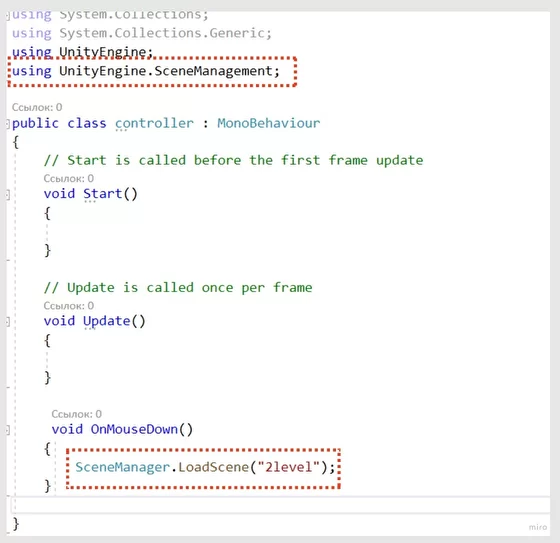 using System.Collections;
using System.Collections.Generic;
using UnityEngine;
using UnityEngine.SceneManagement;
Ссылок: 0
public class controller : MonoBehaviour
{
// Start is called before the first frame update
Ссылок: 0
void Start()
{
}
// Update is called once per frame
Ссылок: 0
void Update()
{
}
Ссылок: 0
void OnMouseDown()
{
SceneManager.LoadScene("2level");
}
}
miro